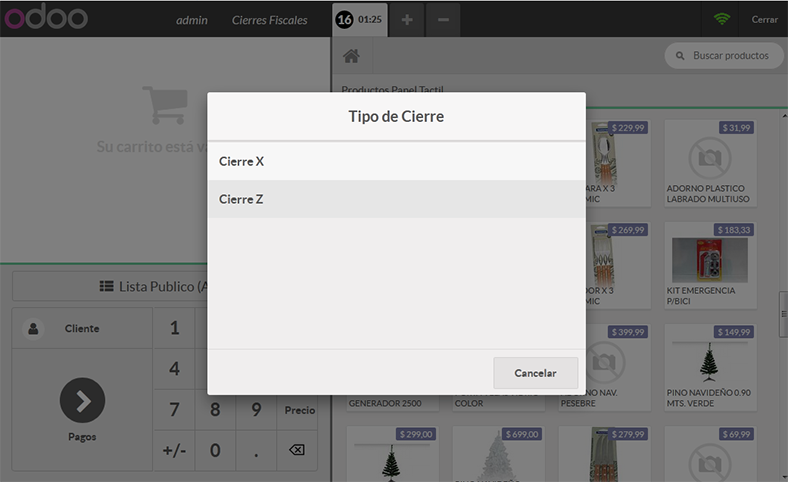 odoo
admin
Cierres Fiscales
16 01:25
Cerrar
Buscar productos
Productos Panel Tactil
Su carrito está
Tipo de Cierre
Cierre X
Cierre Z
Cancelar
$ 229,99
ARA X 3
MIC
$ 31,99
ADORNO PLASTICO
LABRADO MULTIUSO
$ 269,99
DOR X 3
MIC
$ 183,33
KIT EMERGENCIA
P/BICI
$ 399,99
NAV.
PESEBRE
$ 149,99
PINO NAVIDEÑO 0.90
MTS. VERDE
GENERADOR 2500
COLOR
$ 299,00
$ 699,00
$ 279,99
$ 69,99
Lista Publico (A
Cliente
Pagos
1
4
7 8 9 Precio
+/- 0 .